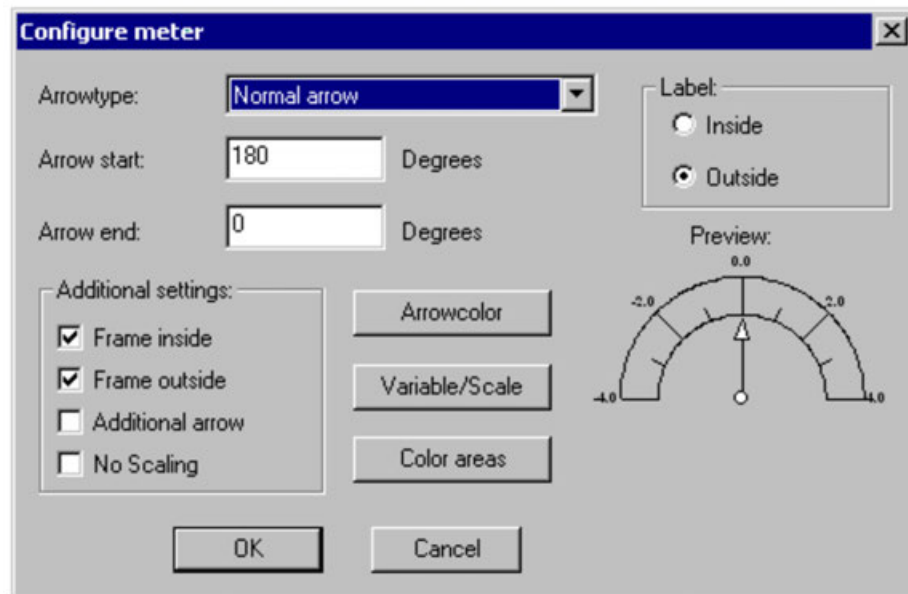 Configure meter
Arrowtype:
Normal arrow
Label:
Inside
Outside
Arrow start:
180
Degrees
Arrow end:
0
Degrees
Preview:
0.0
-2.0
2.0
-4.0
4.0
Additional settings:
Frame inside
Frame outside
Additional arrow
No Scaling
Arrowcolor
Variable/Scale
Color areas
OK
Cancel